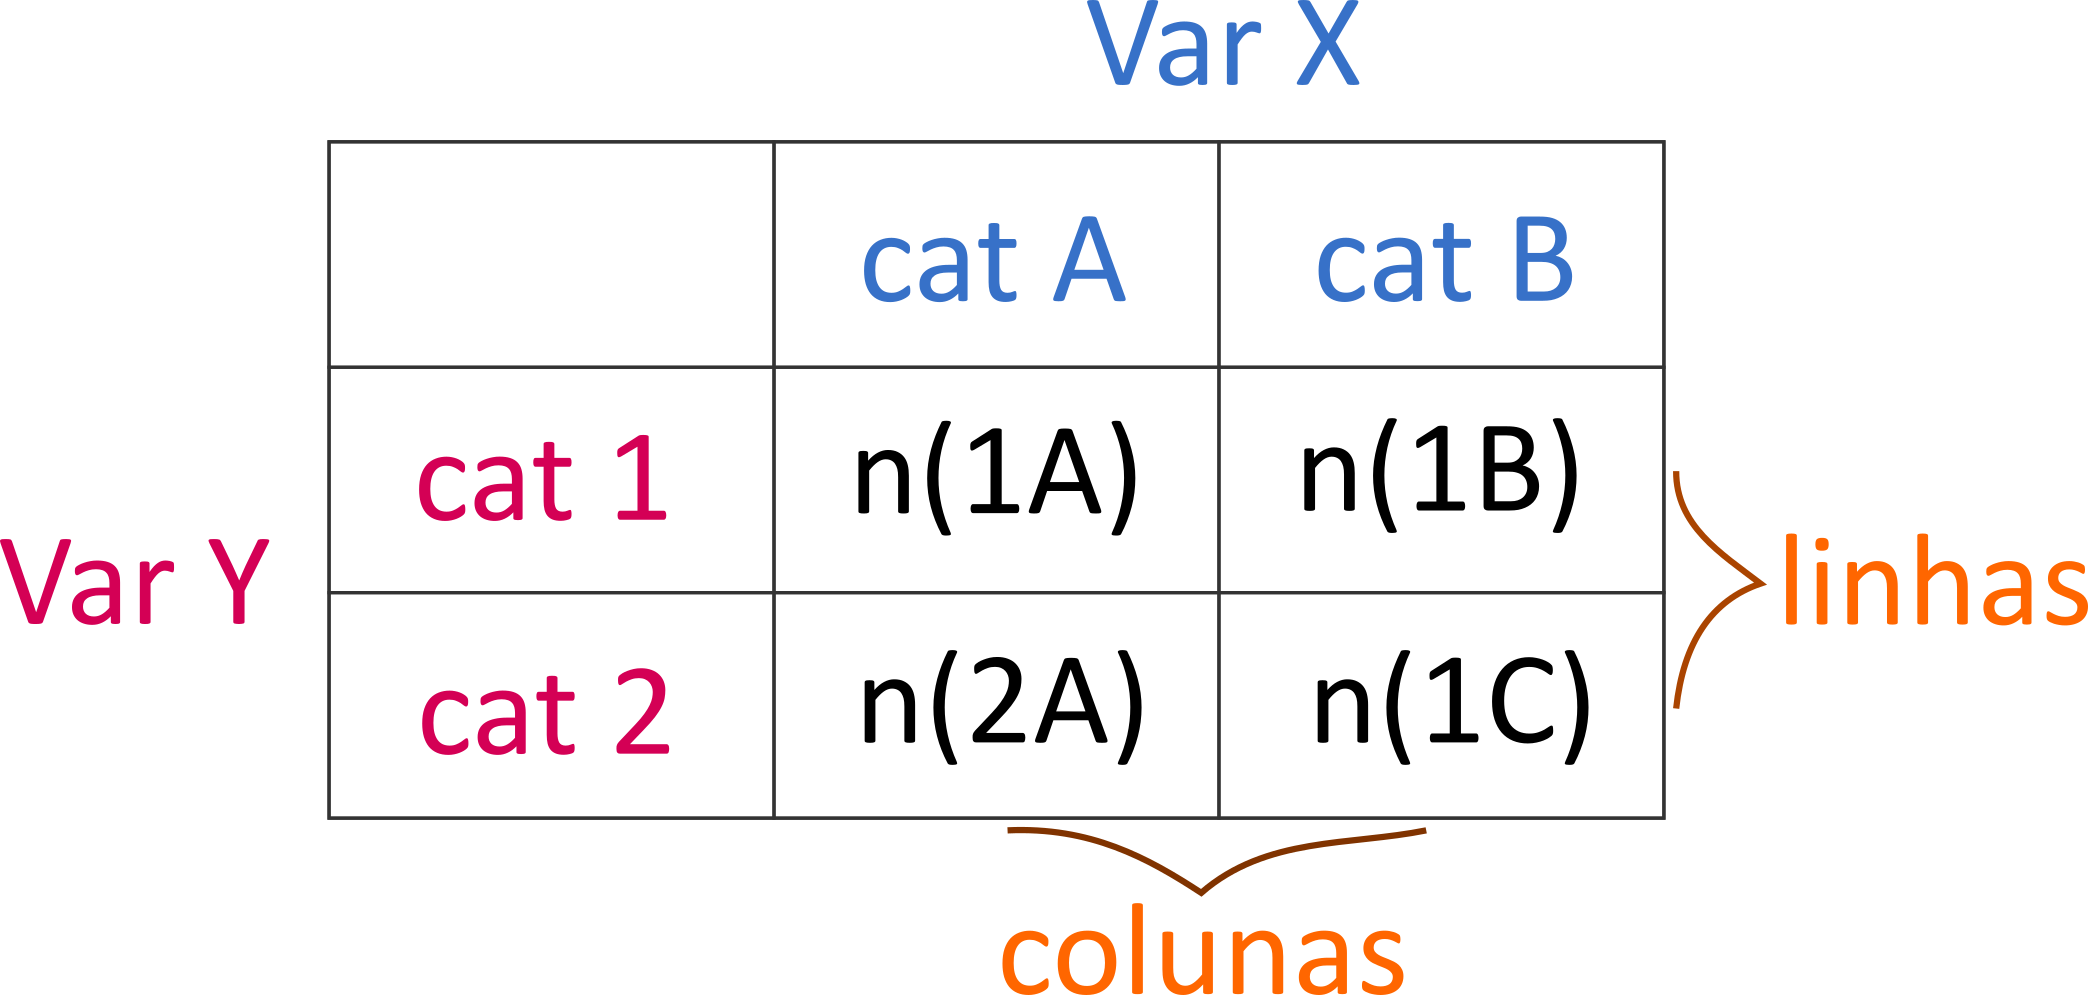 Var X
cat A cat B
cat 1 n(1A) n(1B)
Var Y linhas
cat 2 n(2A) n(1C)
colunas